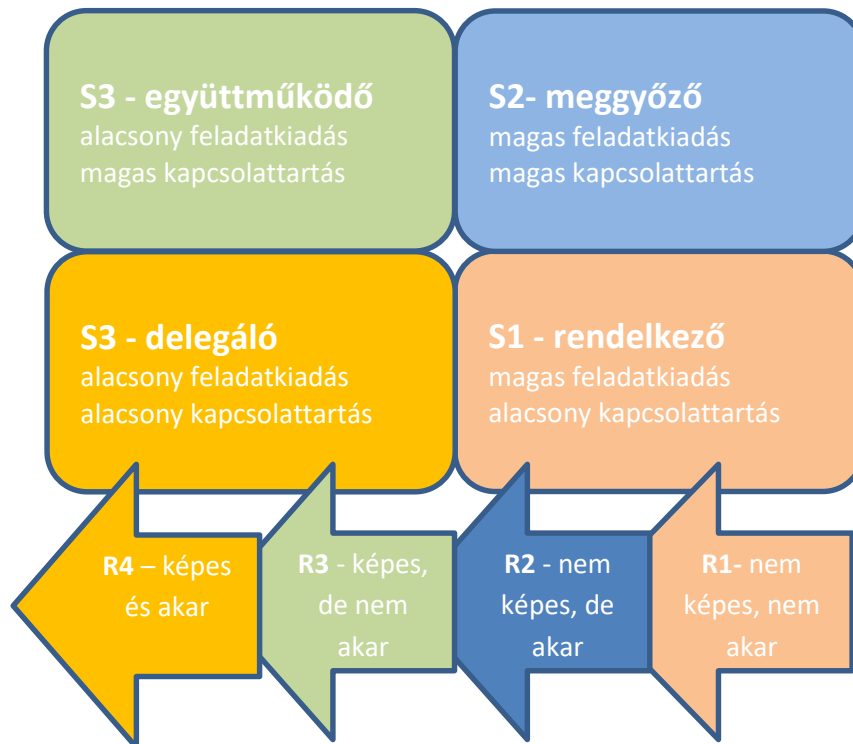 S3 - együttműködő
alacsony feladatkiadás
magas kapcsolattartás
S2- meggyőző
magas feladatkiadás
magas kapcsolattartás
S3 - delegáló
alacsony feladatkiadás
alacsony kapcsolattartás
S1 - rendelkező
magas feladatkiadás
alacsony kapcsolattartás
R4 – képes
és akar
R3 - képes,
de nem
akar
R2 - nem
képes, de
akar
R1- nem
képes, nem
akar